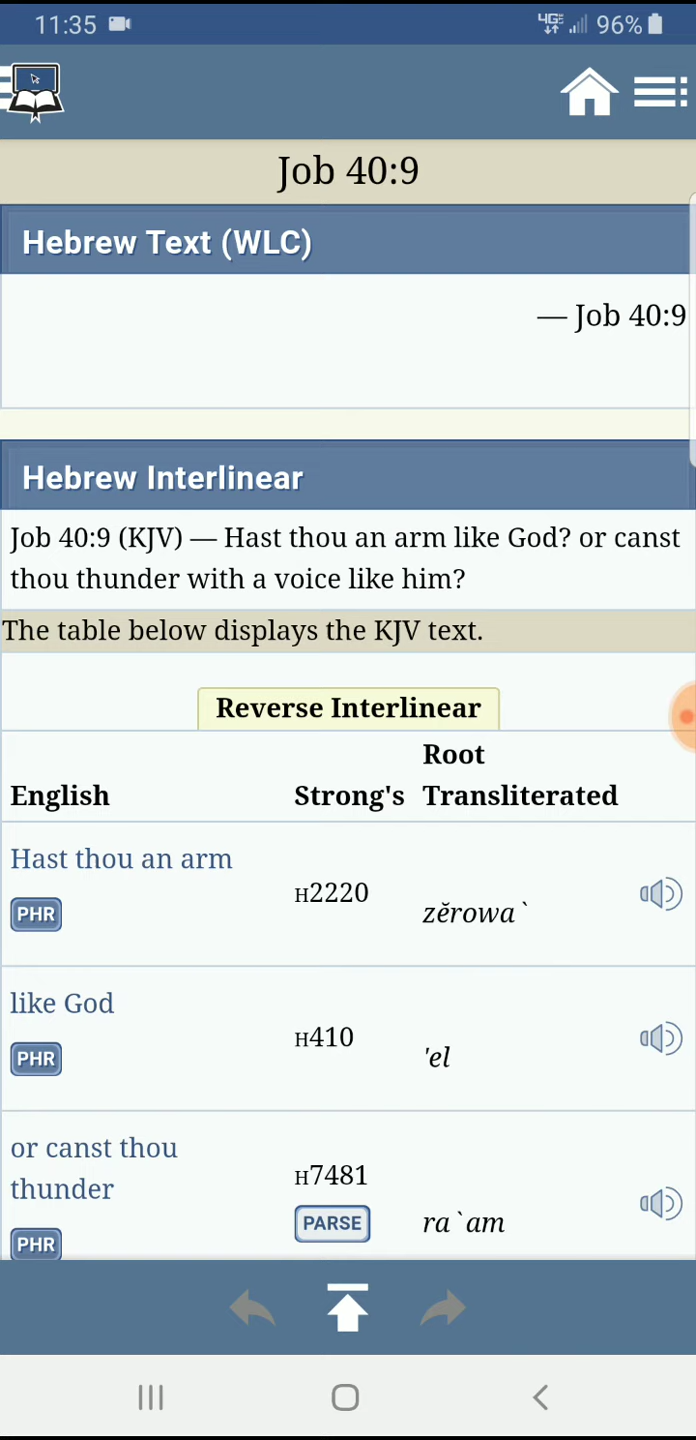 11:35
4GE 96%
Job 40:9
Hebrew Text (WLC)
— Job 40:9
Hebrew Interlinear
Job 40:9 (KJV) — Hast thou an arm like God? or canst
thou thunder with a voice like him?
The table below displays the KJV text.
Reverse Interlinear
Root
English Strong's Transliterated
Hast thou an arm
PHR
H2220
zĕrowa`
like God
PHR
H410
'el
or canst thou
thunder
PHR
H7481
PARSE
ra`am